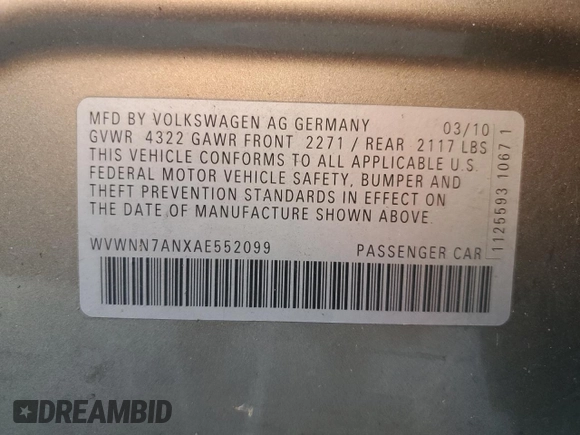 MFD BY VOLKSWAGEN AG GERMANY 03/10
GVWR 4322 GAWR FRONT 2271 / REAR 2117 LBS
THIS VEHICLE CONFORMS TO ALL APPLICABLE U.S.
FEDERAL MOTOR VEHICLE SAFETY, BUMPER AND
THEFT PREVENTION STANDARDS IN EFFECT ON
THE DATE OF MANUFACTURE SHOWN ABOVE.
WVWNN7ANXAE552099 PASSENGER CAR
1125593 1067 1
DREAMBID